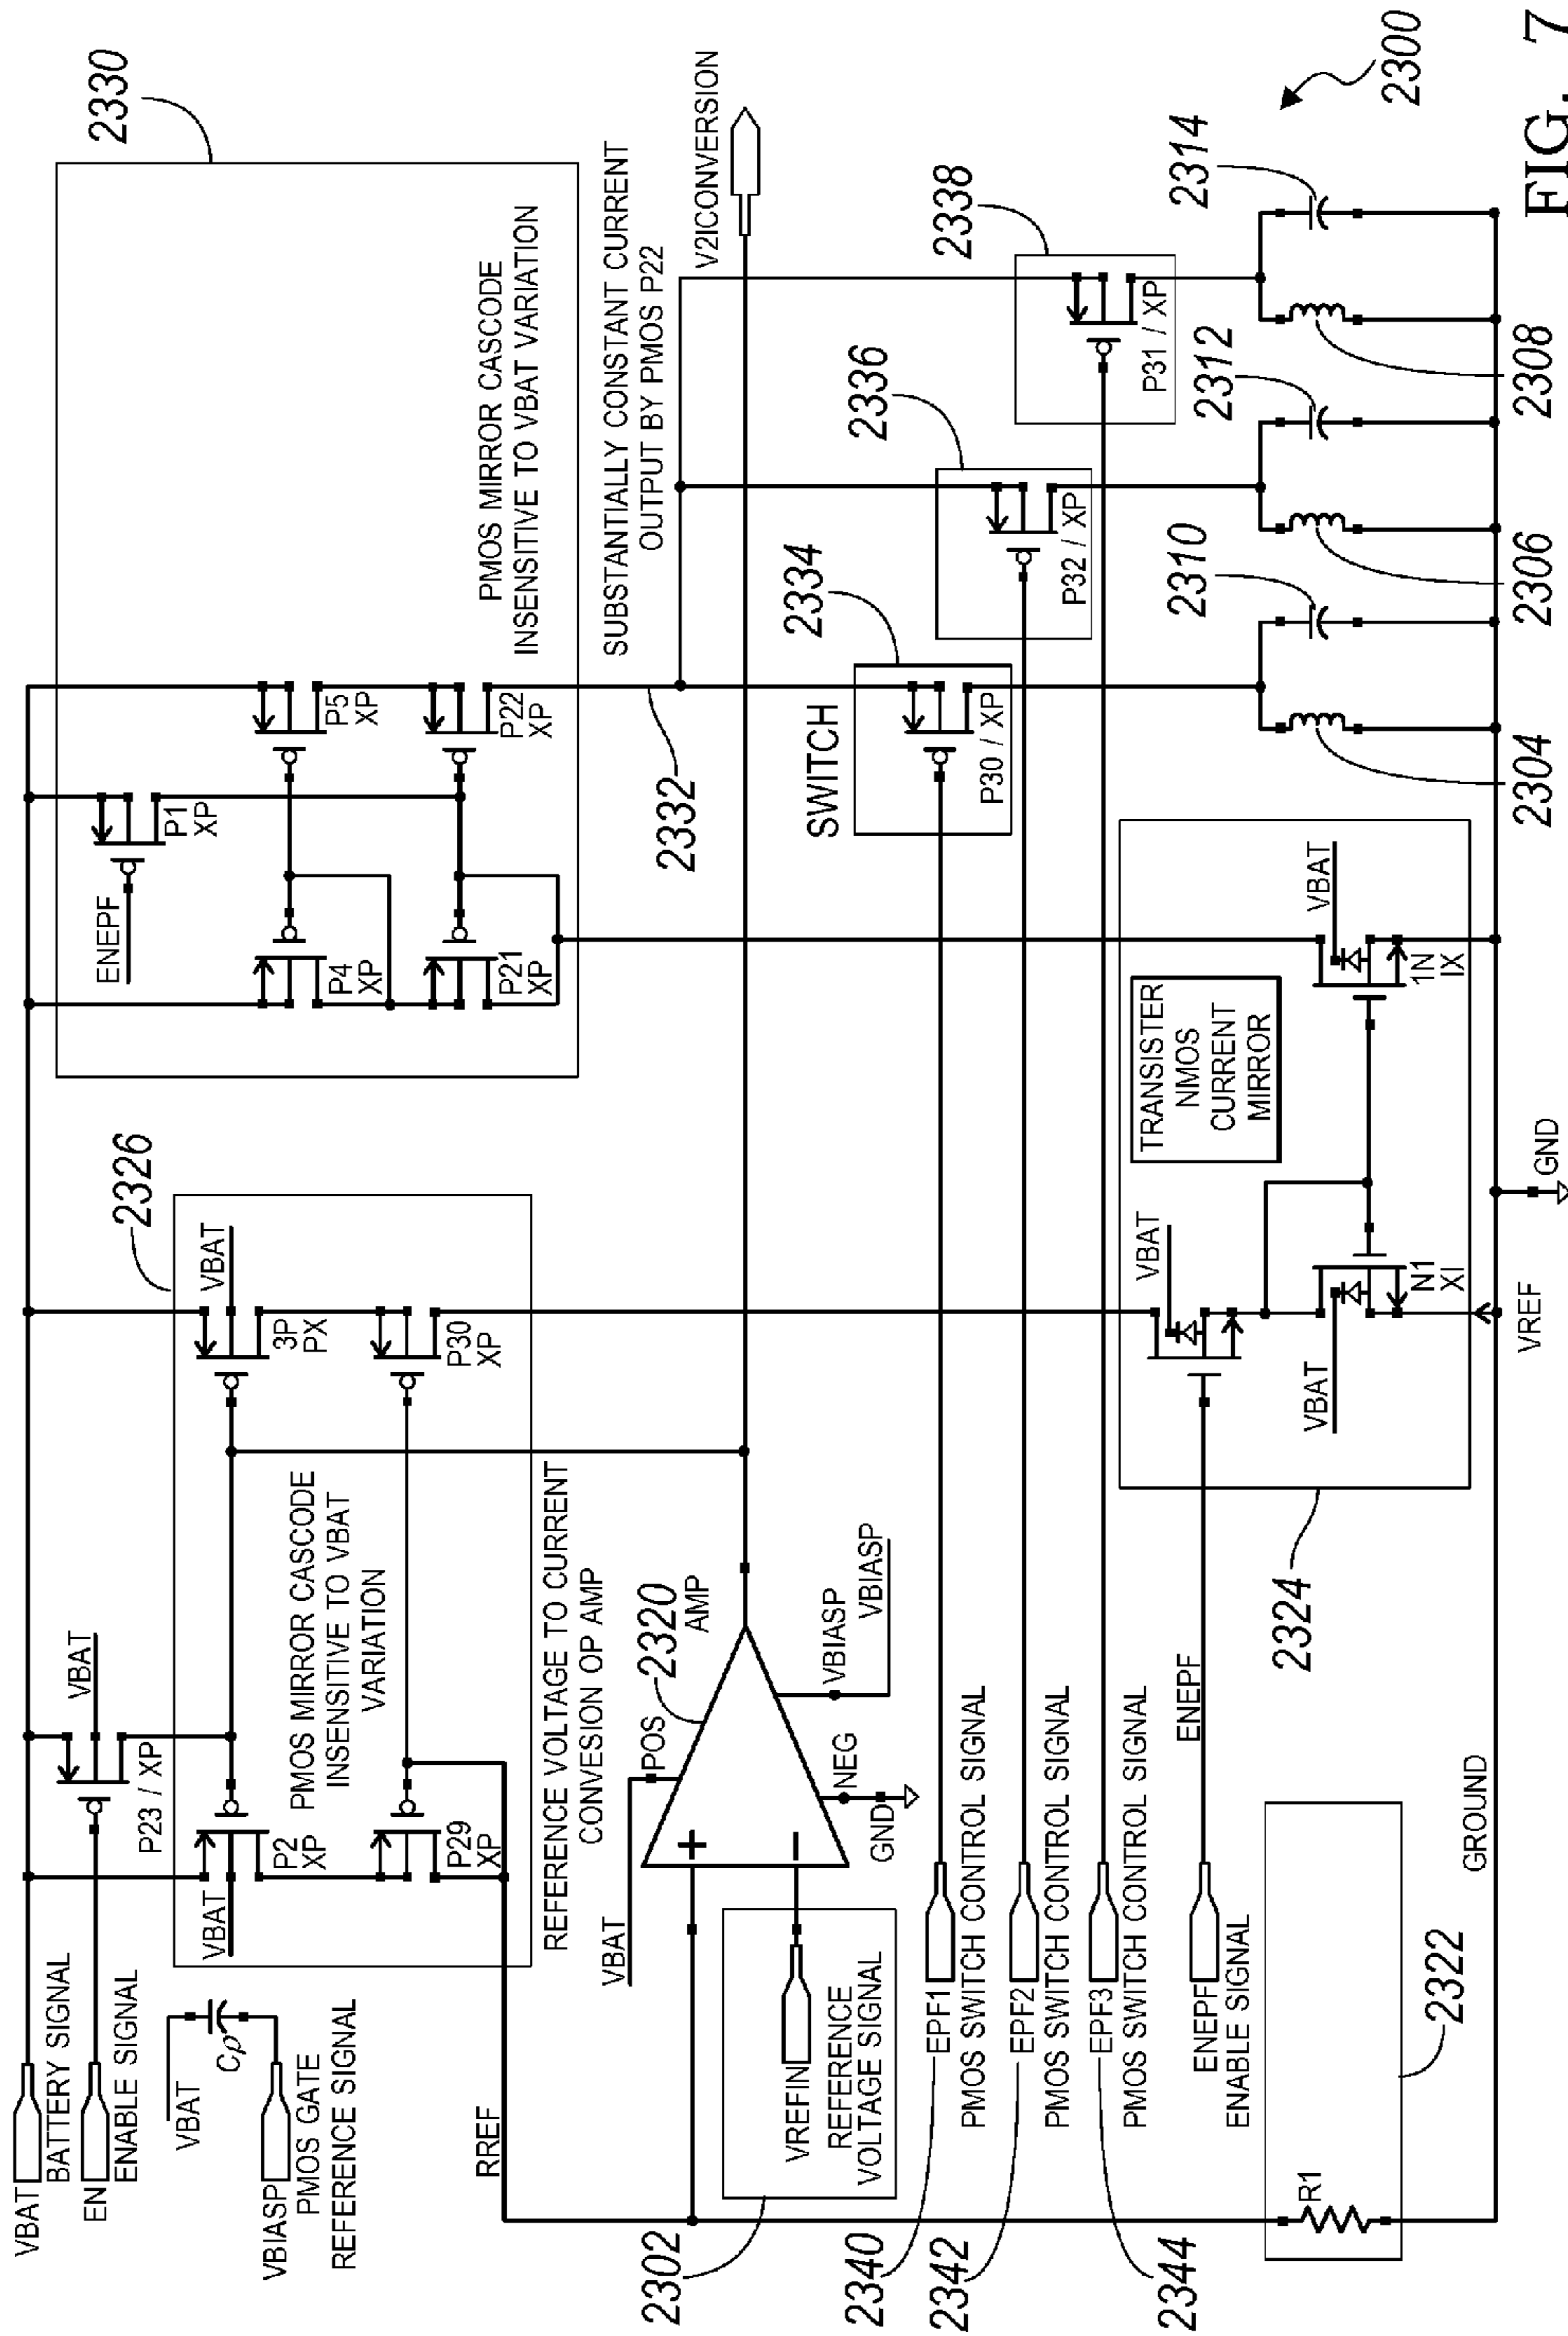 VBAT
BATTERY SIGNAL
EN
ENABLE SIGNAL
VBAT
Cρ
VBIASP
PMOS GATE
REFERENCE SIGNAL
P23 / XP
VBAT
2326
VBAT
P2
XP
PMOS MIRROR CASCODE
INSENSITIVE TO VBAT
VARIATION
P29
XP
VBAT
3P
PX
P30
XP
RREF
REFERENCE VOLTAGE TO CURRENT
CONVESION OP AMP
2330
ENEPF
P1
XP
P4
XP
P5
XP
P21
XP
P22
XP
PMOS MIRROR CASCODE
INSENSITIVE TO VBAT VARIATION
SUBSTANTIALLY CONSTANT CURRENT
OUTPUT BY PMOS P22
2332
V2ICONVERSION
VBAT
POS
2320
AMP
+
−
NEG
GND
VBIASP
VBIASP
2302
VREFIN
REFERENCE
VOLTAGE SIGNAL
SWITCH
2334
P30 / XP
2336
P32 / XP
2338
P31 / XP
2340
EPF1
PMOS SWITCH CONTROL SIGNAL
2342
EPF2
PMOS SWITCH CONTROL SIGNAL
2344
EPF3
PMOS SWITCH CONTROL SIGNAL
ENEPF
ENABLE SIGNAL
ENEPF
2324
VBAT
VBAT
N1
XI
TRANSISTER
NMOS
CURRENT
MIRROR
VBAT
1N
IX
2310
2312
2314
2304
2306
2308
R1
2322
GROUND
VREF
GND
2300
FIG. 7